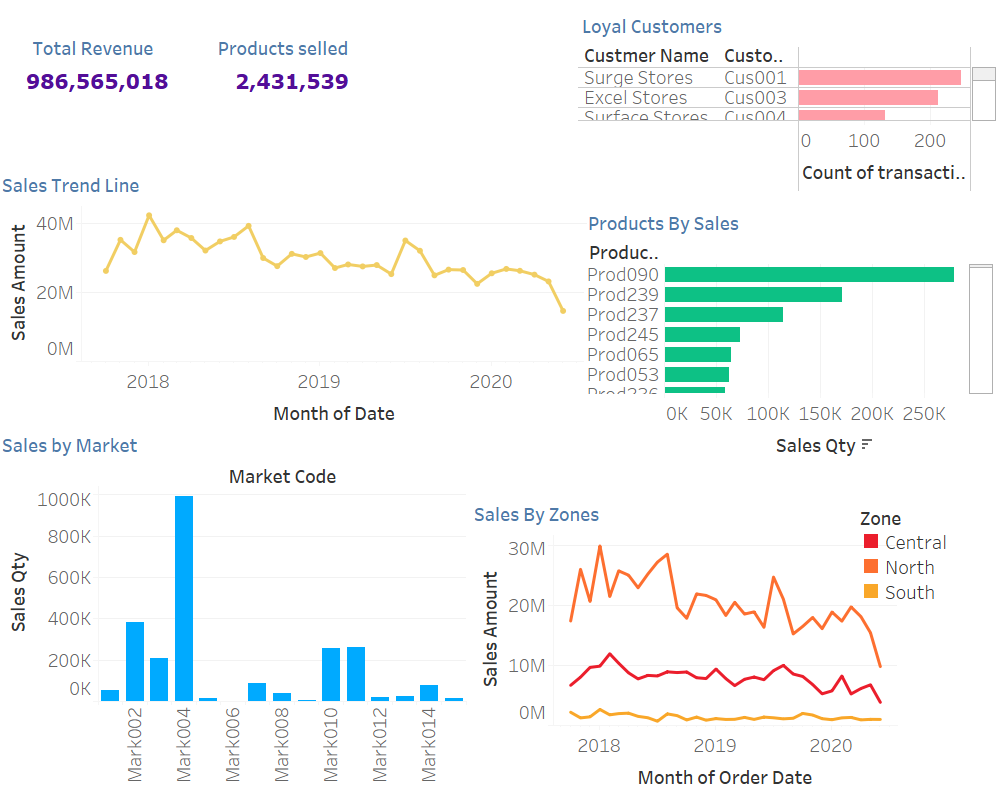 Total Revenue
986,565,018
Products selled
2,431,539
Loyal Customers
Custmer Name Custo..
Surge Stores Cus001
Excel Stores Cus003
Surface Stores Cus004
0 100 200
Count of transacti..
Sales Trend Line
Sales Amount
40M
20M
0M
2018 2019 2020
Month of Date
Products By Sales
Produc..
Prod090
Prod239
Prod237
Prod245
Prod065
Prod053
Prod236
0K 50K 100K 150K 200K 250K
Sales Qty
Sales by Market
Market Code
Sales Qty
1000K
800K
600K
400K
200K
0K
Mark002 Mark004 Mark006 Mark008 Mark010 Mark012 Mark014
Sales By Zones
Sales Amount
30M
20M
10M
0M
2018 2019 2020
Month of Order Date
Zone
Central
North
South